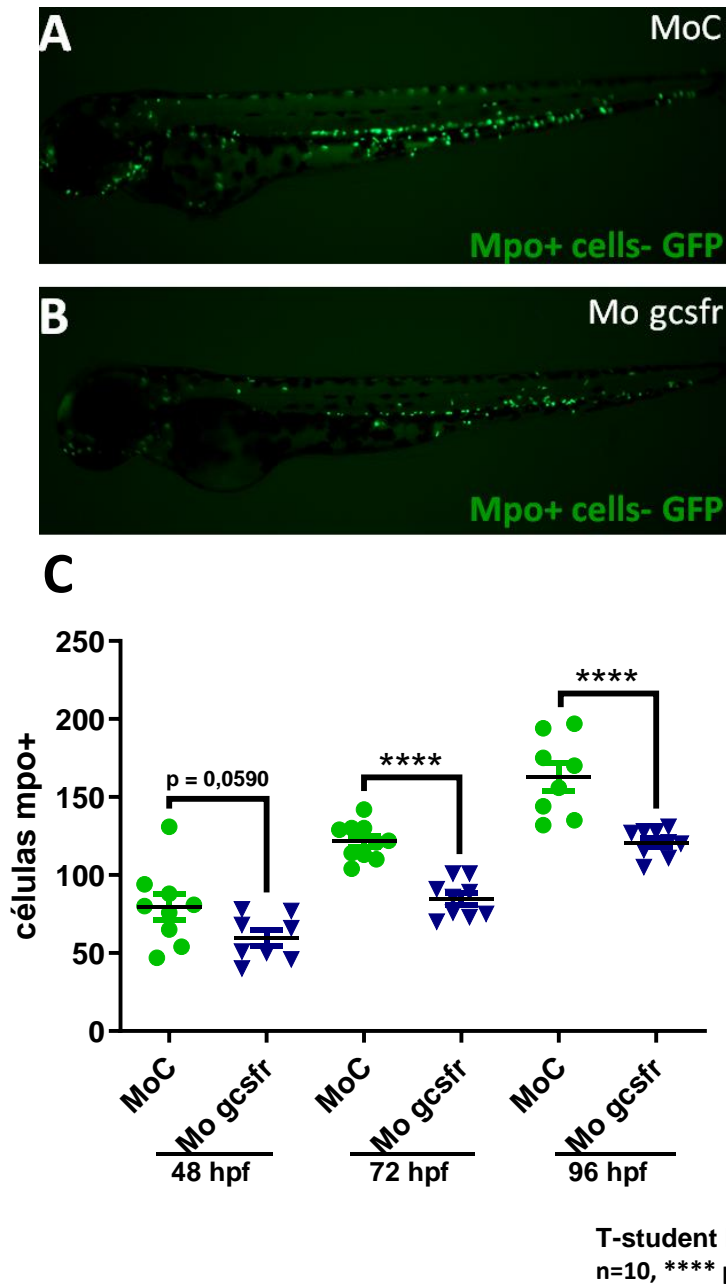 A
MoC
Mpo+ cells- GFP
B
Mo gcsfr
Mpo+ cells- GFP
C
células mpo+
250
200
150
100
50
0
p = 0,0590
****
****
MoC
Mo gcsfr
MoC
Mo gcsfr
MoC
Mo gcsfr
48 hpf
72 hpf
96 hpf
T-student
n=10, ****